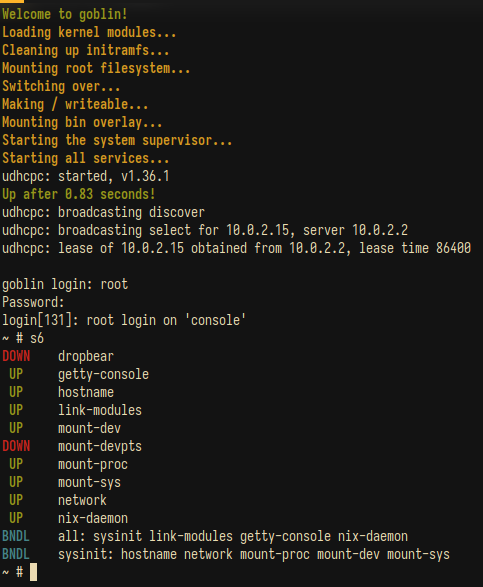 Welcome to goblin!
Loading kernel modules...
Cleaning up initramfs...
Mounting root filesystem...
Switching over...
Making / writeable...
Mounting bin overlay...
Starting the system supervisor...
Starting all services...
udhcpc: started, v1.36.1
Up after 0.83 seconds!
udhcpc: broadcasting discover
udhcpc: broadcasting select for 10.0.2.15, server 10.0.2.2
udhcpc: lease of 10.0.2.15 obtained from 10.0.2.2, lease time 86400
goblin login: root
Password:
login[131]: root login on 'console'
~ # s6
DOWN dropbear
UP getty-console
UP hostname
UP link-modules
UP mount-dev
DOWN mount-devpts
UP mount-proc
UP mount-sys
UP network
UP nix-daemon
BNDL all: sysinit link-modules getty-console nix-daemon
BNDL sysinit: hostname network mount-proc mount-dev mount-sys
~ #